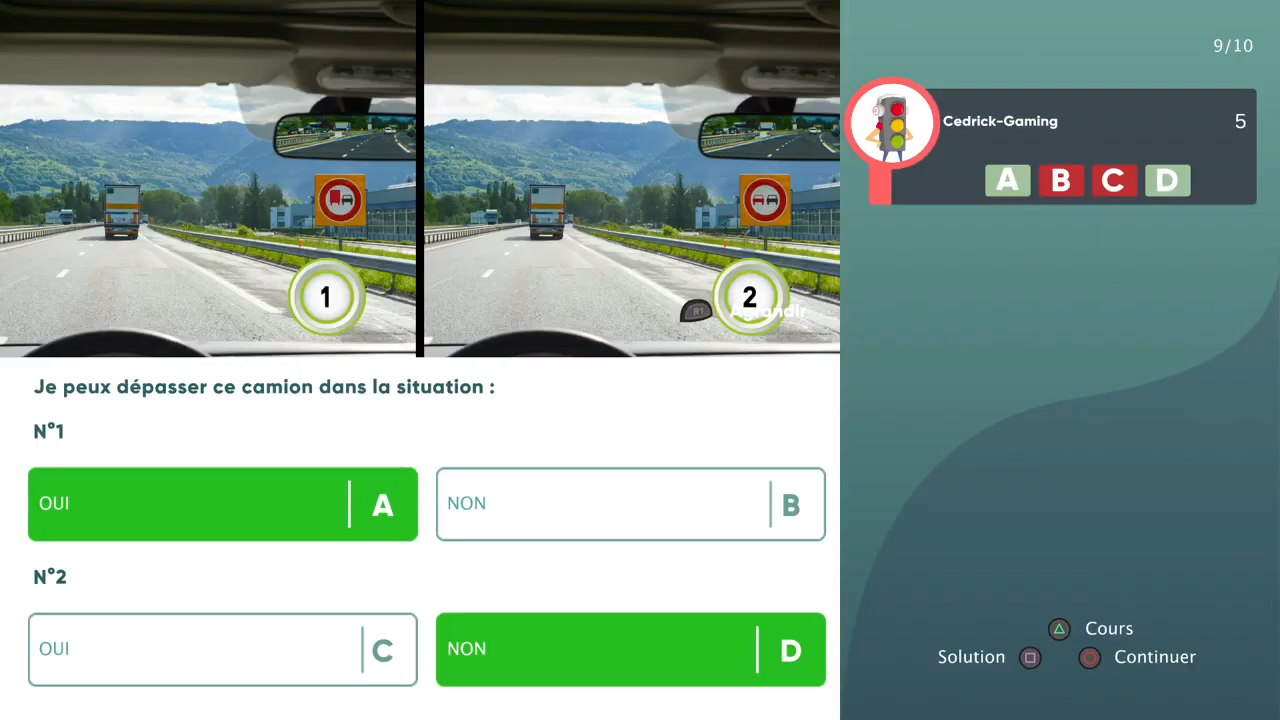 9/10
Cedrick-Gaming 5
A B C D
1
2
R1 Agrandir
Je peux dépasser ce camion dans la situation :
N°1
OUI A
NON B
N°2
OUI C
NON D
Cours
Solution
Continuer